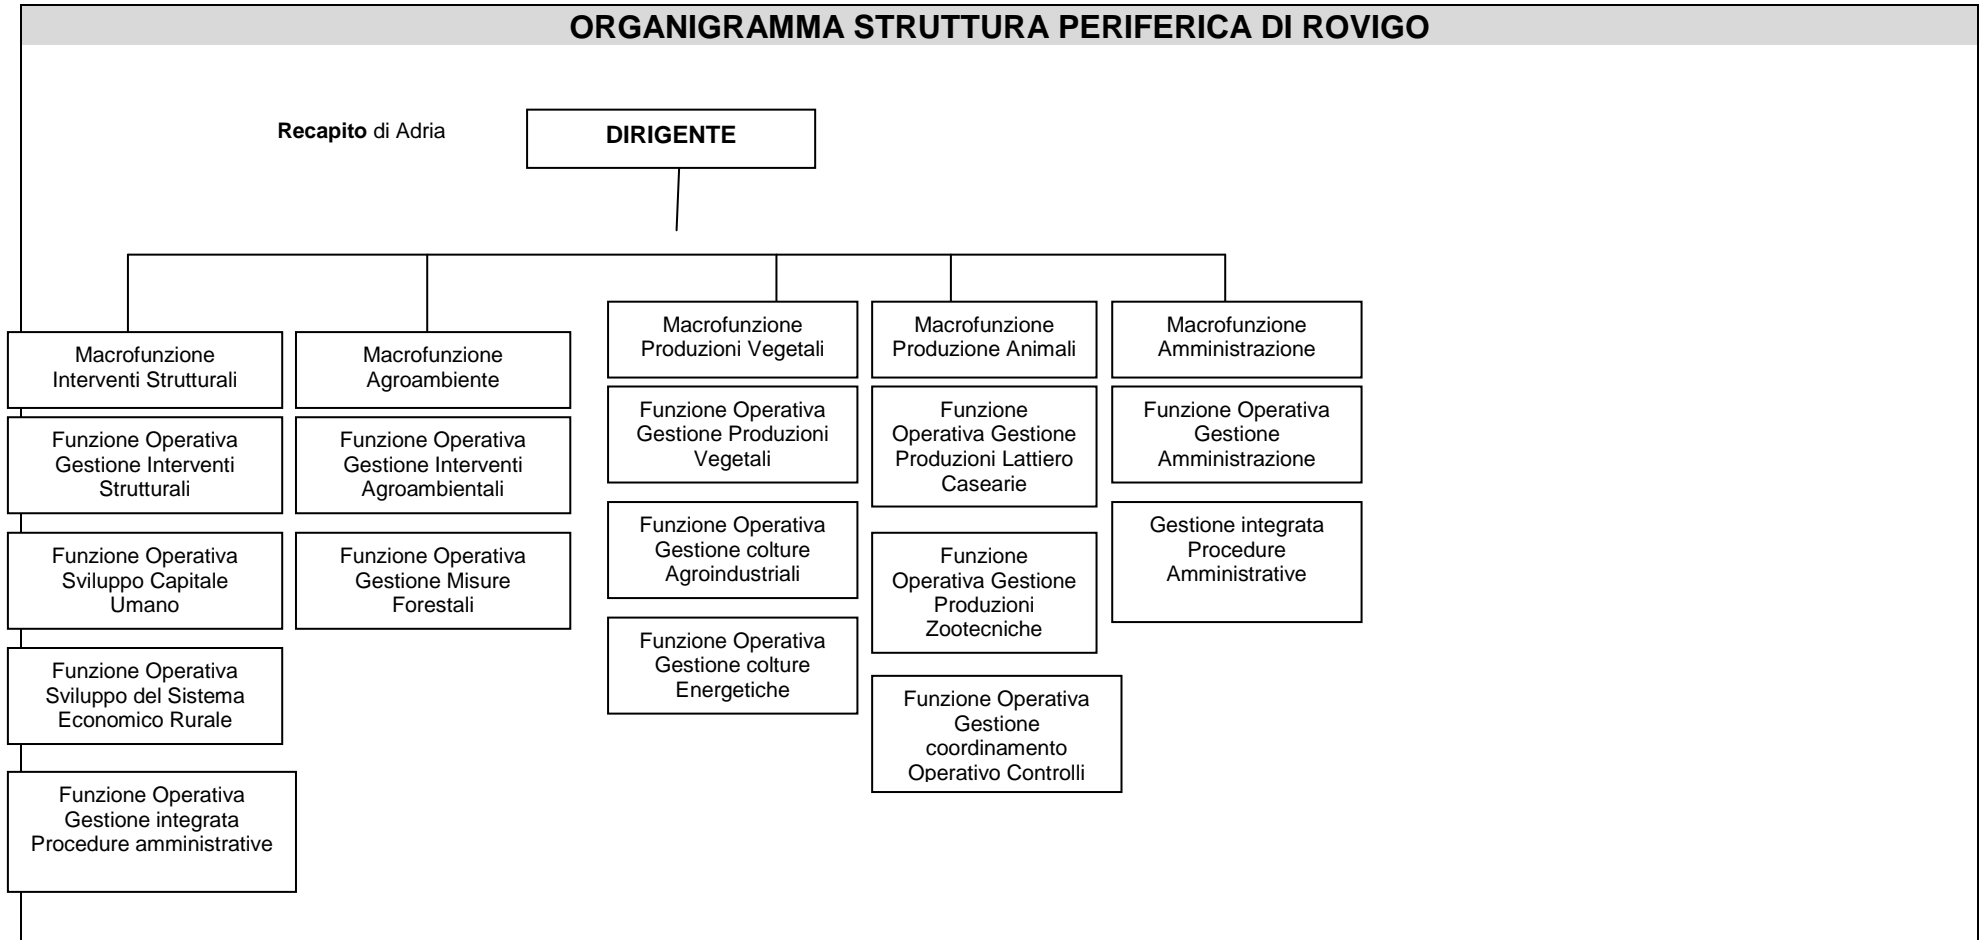 ORGANIGRAMMA STRUTTURA PERIFERICA DI ROVIGO
Recapito di Adria
DIRIGENTE
Macrofunzione
Interventi Strutturali
Funzione Operativa
Gestione Interventi
Strutturali
Funzione Operativa
Sviluppo Capitale
Umano
Funzione Operativa
Sviluppo del Sistema
Economico Rurale
Funzione Operativa
Gestione integrata
Procedure amministrative
Macrofunzione
Agroambiente
Funzione Operativa
Gestione Interventi
Agroambientali
Funzione Operativa
Gestione Misure
Forestali
Macrofunzione
Produzioni Vegetali
Funzione Operativa
Gestione Produzioni
Vegetali
Funzione Operativa
Gestione colture
Agroindustriali
Funzione Operativa
Gestione colture
Energetiche
Macrofunzione
Produzione Animali
Funzione
Operativa Gestione
Produzioni Lattiero
Casearie
Funzione
Operativa Gestione
Produzioni
Zootecniche
Funzione Operativa
Gestione
coordinamento
Operativo Controlli
Macrofunzione
Amministrazione
Funzione Operativa
Gestione
Amministrazione
Gestione integrata
Procedure
Amministrative